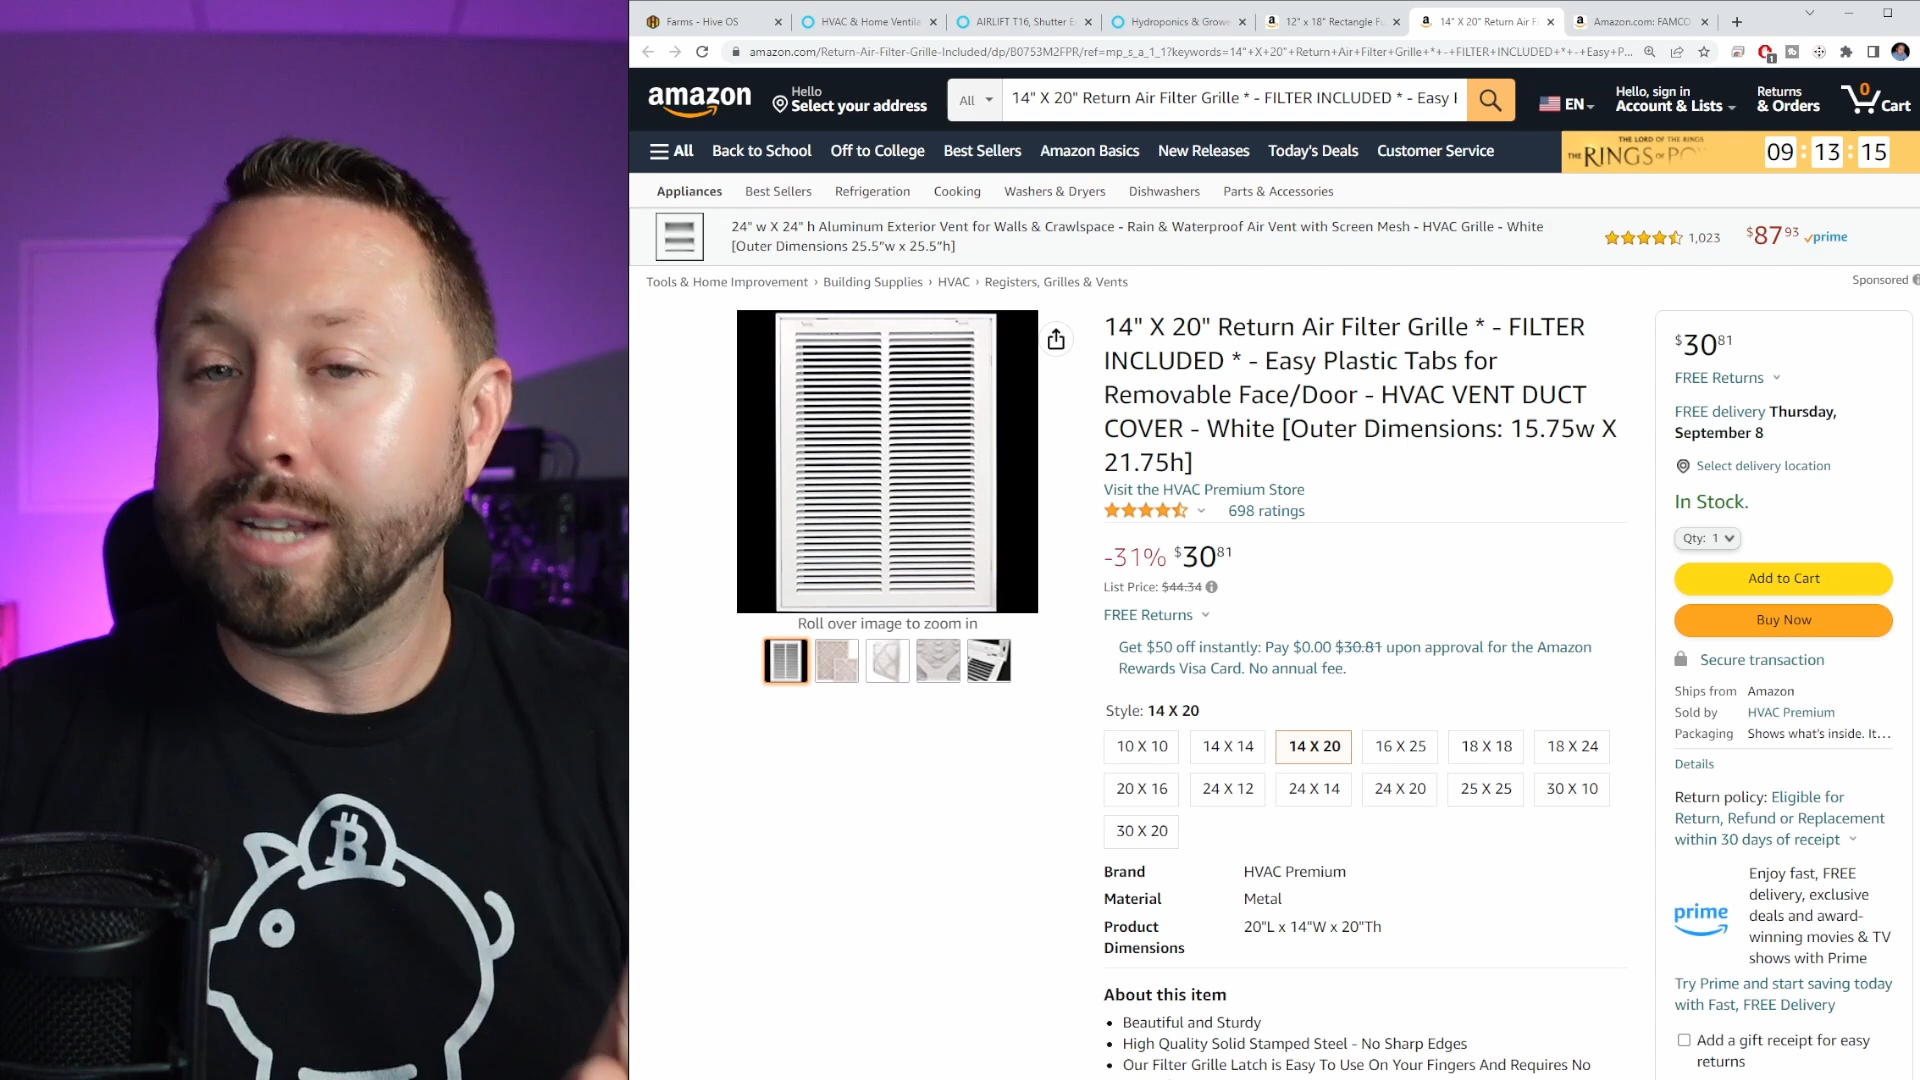 Farms - Hive OS
HVAC & Home Ventila
AIRLIFT T16, Shutter E
Hydroponics & Growe
12" x 18" Rectangle Fu
14" X 20" Return Air Fi
Amazon.com: FAMCO
amazon.com/Return-Air-Filter-Grille-Included/dp/B0753M2FPR/ref=mp_s_a_1_1?keywords=14"+X+20"+Return+Air+Filter+Grille+*+-+FILTER+INCLUDED+*+-+Easy+P...
amazon
Hello
Select your address
All
14" X 20" Return Air Filter Grille * - FILTER INCLUDED * - Easy
EN
Hello, sign in
Account & Lists
Returns
& Orders
0
Cart
All
Back to School
Off to College
Best Sellers
Amazon Basics
New Releases
Today's Deals
Customer Service
THE LORD OF THE RINGS
THE RINGS OF POW
09 : 13 : 15
Appliances
Best Sellers
Refrigeration
Cooking
Washers & Dryers
Dishwashers
Parts & Accessories
24" w X 24" h Aluminum Exterior Vent for Walls & Crawlspace - Rain & Waterproof Air Vent with Screen Mesh - HVAC Grille - White
[Outer Dimensions 25.5"w x 25.5"h]
1,023
$87 93 prime
Tools & Home Improvement › Building Supplies › HVAC › Registers, Grilles & Vents
Sponsored
14" X 20" Return Air Filter Grille * - FILTER
INCLUDED * - Easy Plastic Tabs for
Removable Face/Door - HVAC VENT DUCT
COVER - White [Outer Dimensions: 15.75w X
21.75h]
Visit the HVAC Premium Store
698 ratings
-31% $30 81
List Price: $44.34
FREE Returns
Get $50 off instantly: Pay $0.00 $30.81 upon approval for the Amazon
Rewards Visa Card. No annual fee.
Roll over image to zoom in
Style: 14 X 20
10 X 10
14 X 14
14 X 20
16 X 25
18 X 18
18 X 24
20 X 16
24 X 12
24 X 14
24 X 20
25 X 25
30 X 10
30 X 20
Brand HVAC Premium
Material Metal
Product Dimensions 20"L x 14"W x 20"Th
About this item
• Beautiful and Sturdy
• High Quality Solid Stamped Steel - No Sharp Edges
• Our Filter Grille Latch is Easy To Use On Your Fingers And Requires No
$30 81
FREE Returns
FREE delivery Thursday,
September 8
Select delivery location
In Stock.
Qty: 1
Add to Cart
Buy Now
Secure transaction
Ships from Amazon
Sold by HVAC Premium
Packaging Shows what's inside. It...
Details
Return policy: Eligible for
Return, Refund or Replacement
within 30 days of receipt
prime
Enjoy fast, FREE
delivery, exclusive
deals and award-
winning movies & TV
shows with Prime
Try Prime and start saving today
with Fast, FREE Delivery
Add a gift receipt for easy
returns